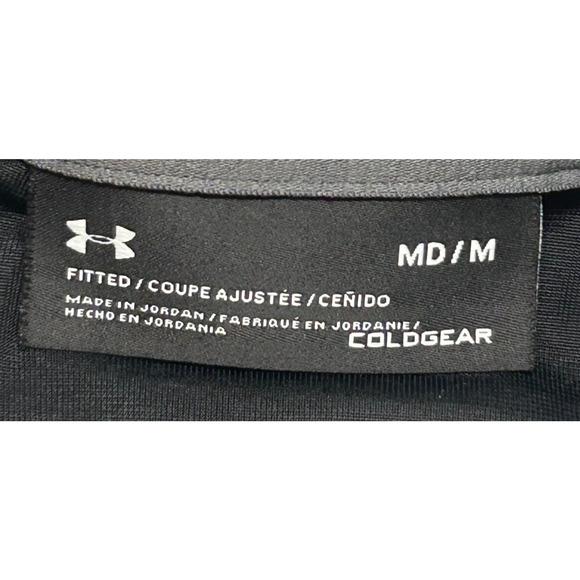 MD / M
FITTED / COUPE AJUSTÉE / CEÑIDO
MADE IN JORDAN / FABRIQUÉ EN JORDANIE /
HECHO EN JORDANIA
COLDGEAR